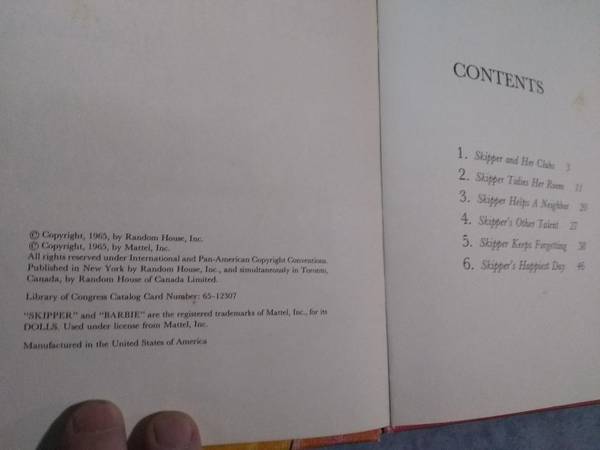 © Copyright, 1965, by Random House, Inc.
© Copyright, 1965, by Mattel, Inc.
All rights reserved under International and Pan-American Copyright Conventions.
Published in New York by Random House, Inc., and simultaneously in Toronto,
Canada, by Random House of Canada Limited.
Library of Congress Catalog Card Number: 65-12307
"SKIPPER" and "BARBIE" are the registered trademarks of Mattel, Inc., for its
DOLLS. Used under license from Mattel, Inc.
Manufactured in the United States of America
CONTENTS
1. Skipper and Her Clubs 3
2. Skipper Tidies Her Room 11
3. Skipper Helps A Neighbor 20
4. Skipper's Other Talent 27
5. Skipper Keeps Forgetting 38
6. Skipper's Happiest Day 46